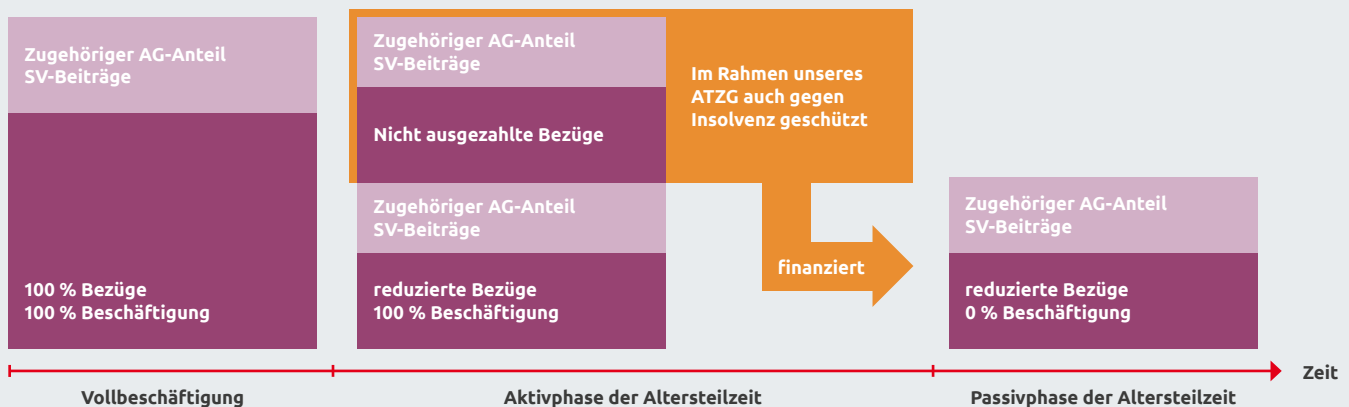 Zugehöriger AG-Anteil
SV-Beiträge
100 % Bezüge
100 % Beschäftigung
Zugehöriger AG-Anteil
SV-Beiträge
Nicht ausgezahlte Bezüge
Zugehöriger AG-Anteil
SV-Beiträge
reduzierte Bezüge
100 % Beschäftigung
Im Rahmen unseres
ATZG auch gegen
Insolvenz geschützt
finanziert
Zugehöriger AG-Anteil
SV-Beiträge
reduzierte Bezüge
0 % Beschäftigung
Zeit
Vollbeschäftigung
Aktivphase der Altersteilzeit
Passivphase der Altersteilzeit